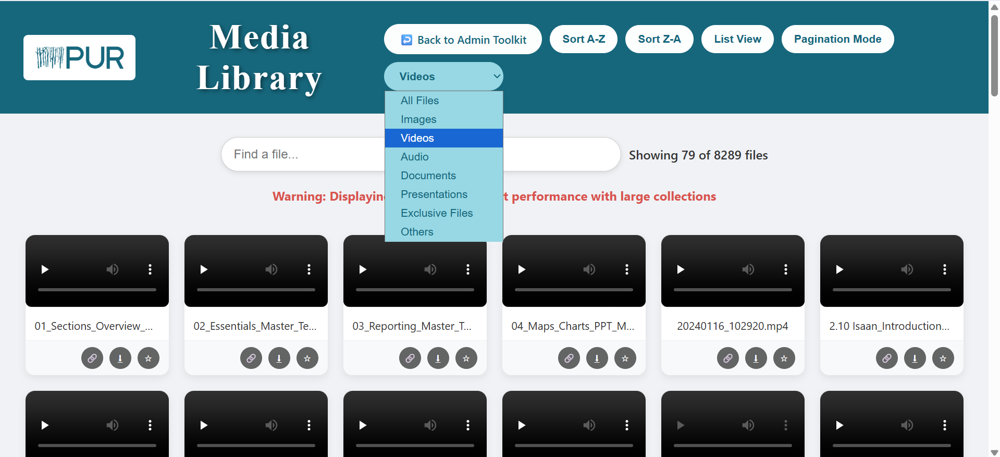 PUR
Media
Library
Back to Admin Toolkit
Sort A-Z
Sort Z-A
List View
Pagination Mode
Videos
All Files
Images
Videos
Audio
Documents
Presentations
Exclusive Files
Others
Find a file...
Showing 79 of 8289 files
Warning: Displayin t performance with large collections
01_Sections_Overview_...
02_Essentials_Master_Te...
03_Reporting_Master_T...
04_Maps_Charts_PPT_M...
20240116_102920.mp4
2.10 Isaan_Introduction...